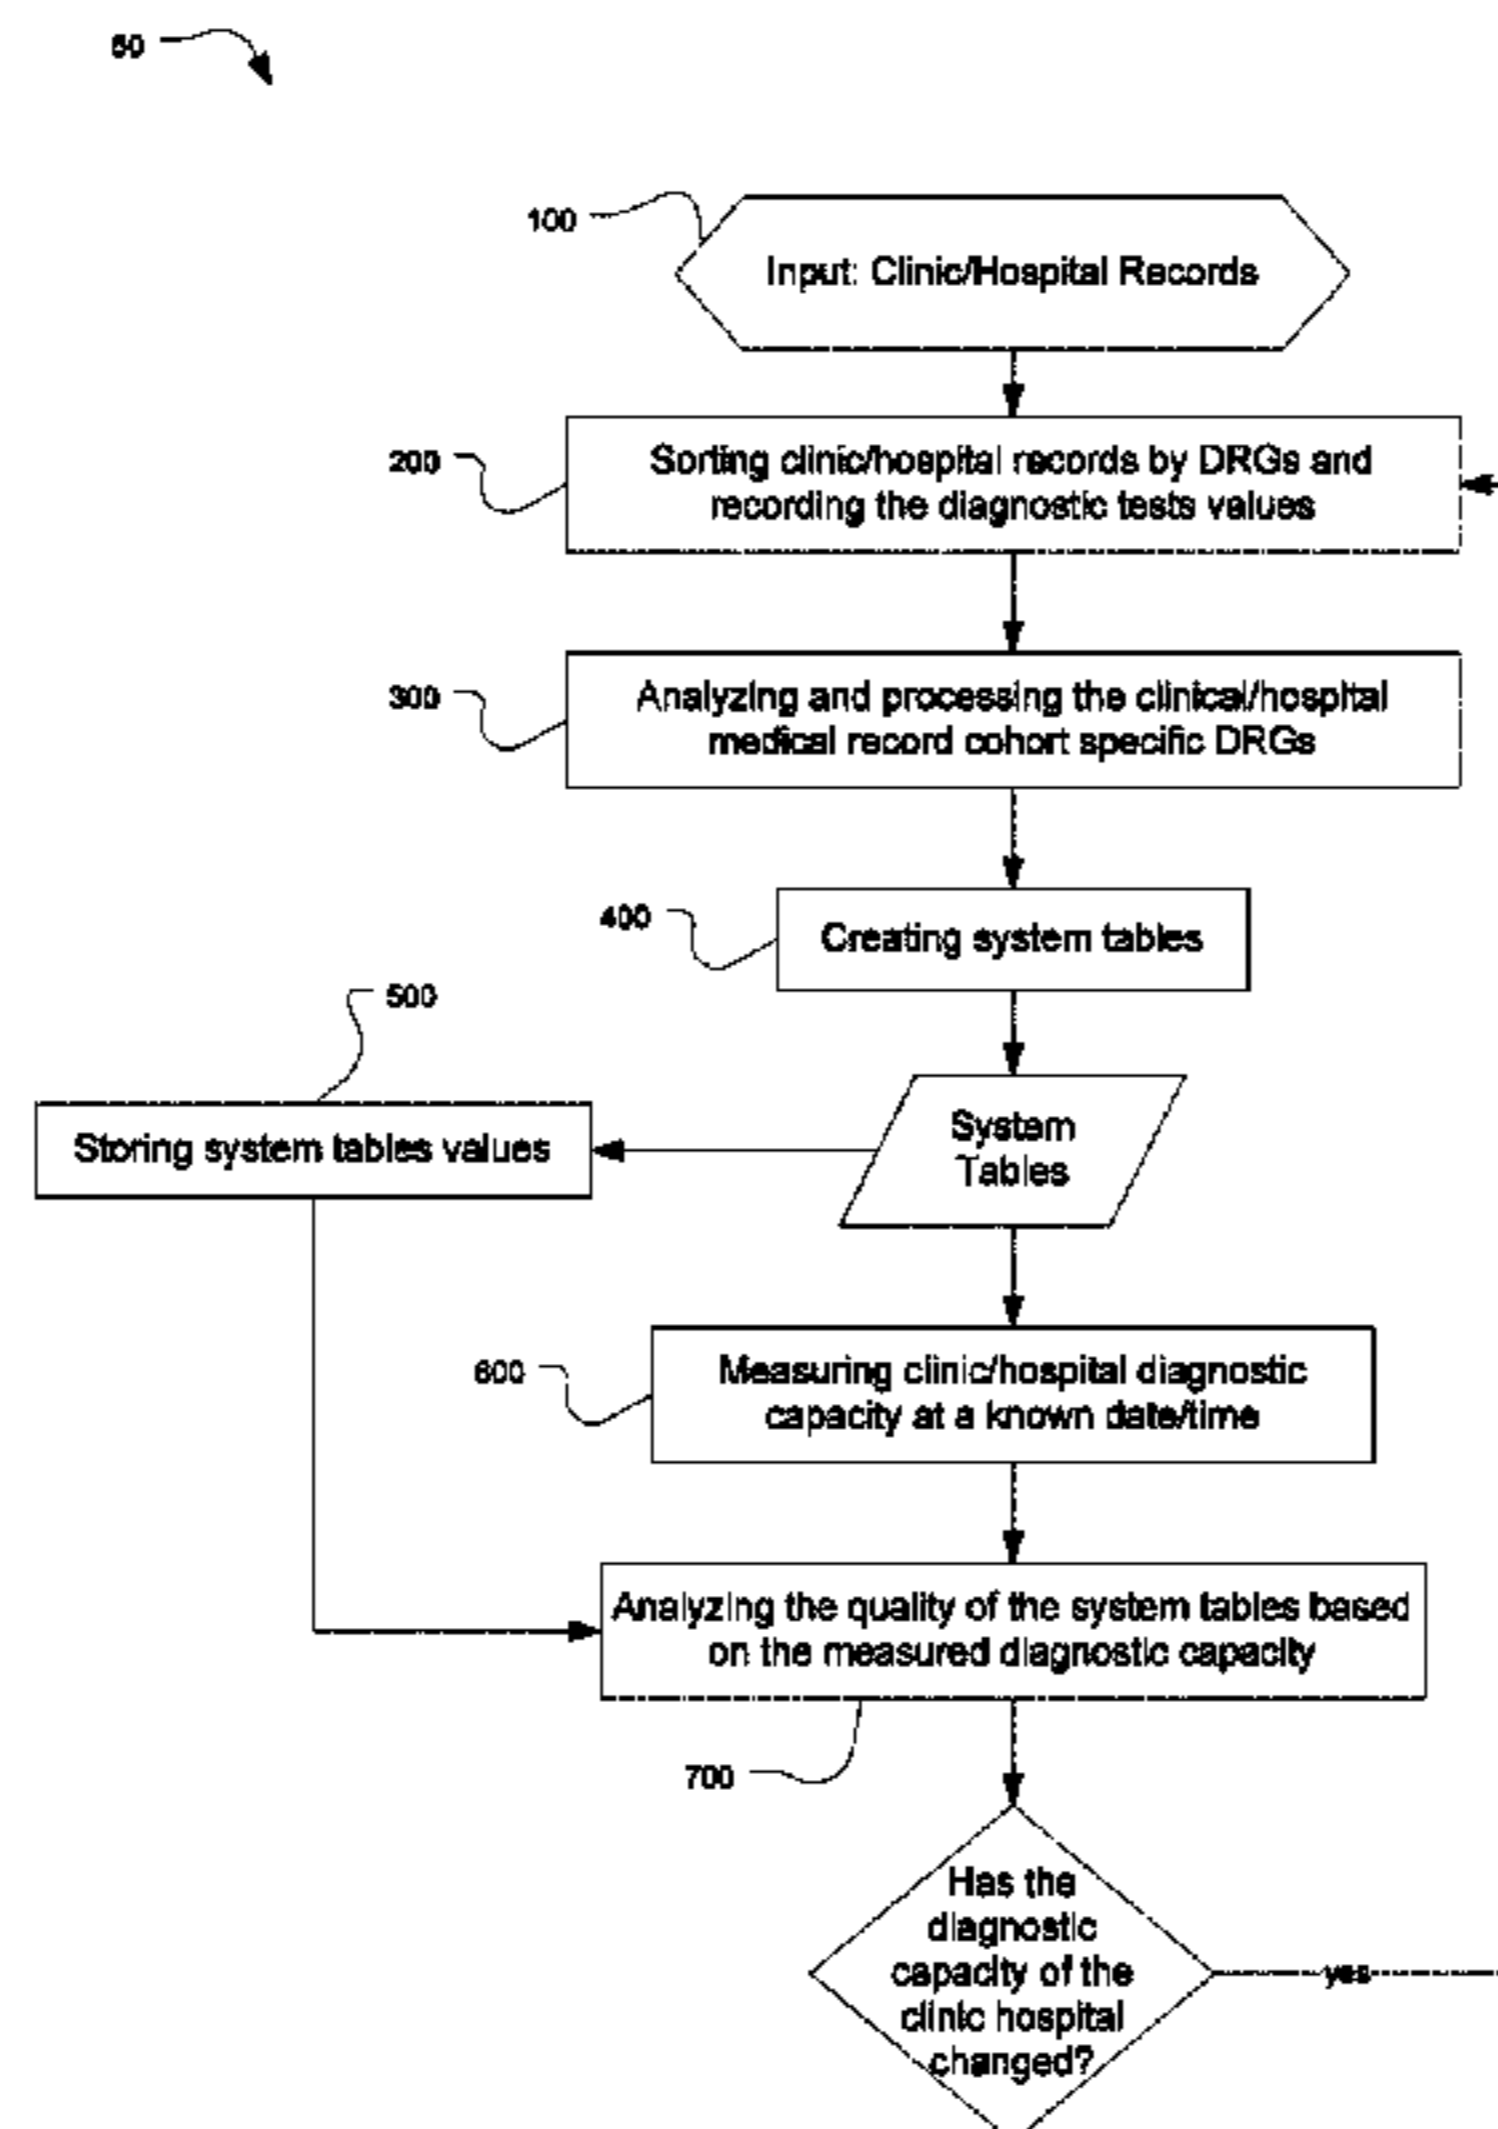 50
100
Input: Clinic/Hospital Records
200
Sorting clinic/hospital records by DRGs and
recording the diagnostic tests values
300
Analyzing and processing the clinical/hospital
medical record cohort specific DRGs
400
Creating system tables
500
Storing system tables values
System
Tables
600
Measuring clinic/hospital diagnostic
capacity at a known date/time
Analyzing the quality of the system tables based
on the measured diagnostic capacity
700
Has the
diagnostic
capacity of the
clinic hospital
changed?
yes